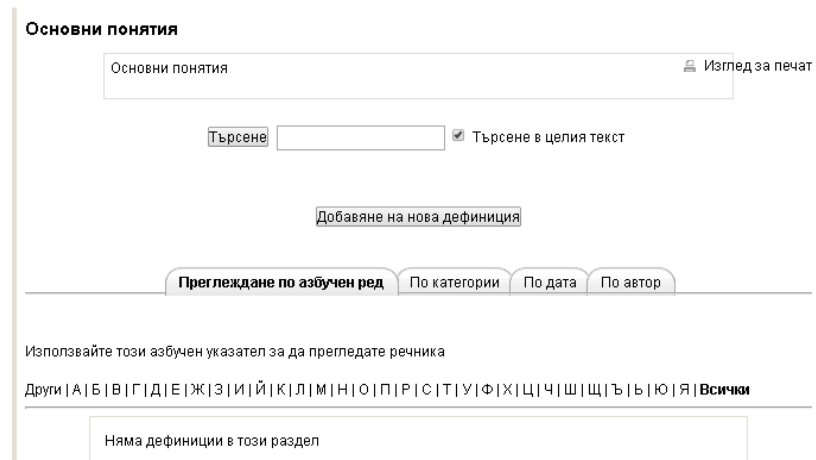 Основни понятия
Основни понятия
Изглед за печат
Търсене
Търсене в целия текст
Добавяне на нова дефиниция
Преглеждане по азбучен ред По категории По дата По автор
Използвайте този азбучен указател за да прегледате речника
Други | А | Б | В | Г | Д | Е | Ж | З | И | Й | К | Л | М | Н | О | П | Р | С | Т | У | Ф | Х | Ц | Ч | Ш | Щ | Ъ | Ь | Ю | Я | Всички
Няма дефиниции в този раздел